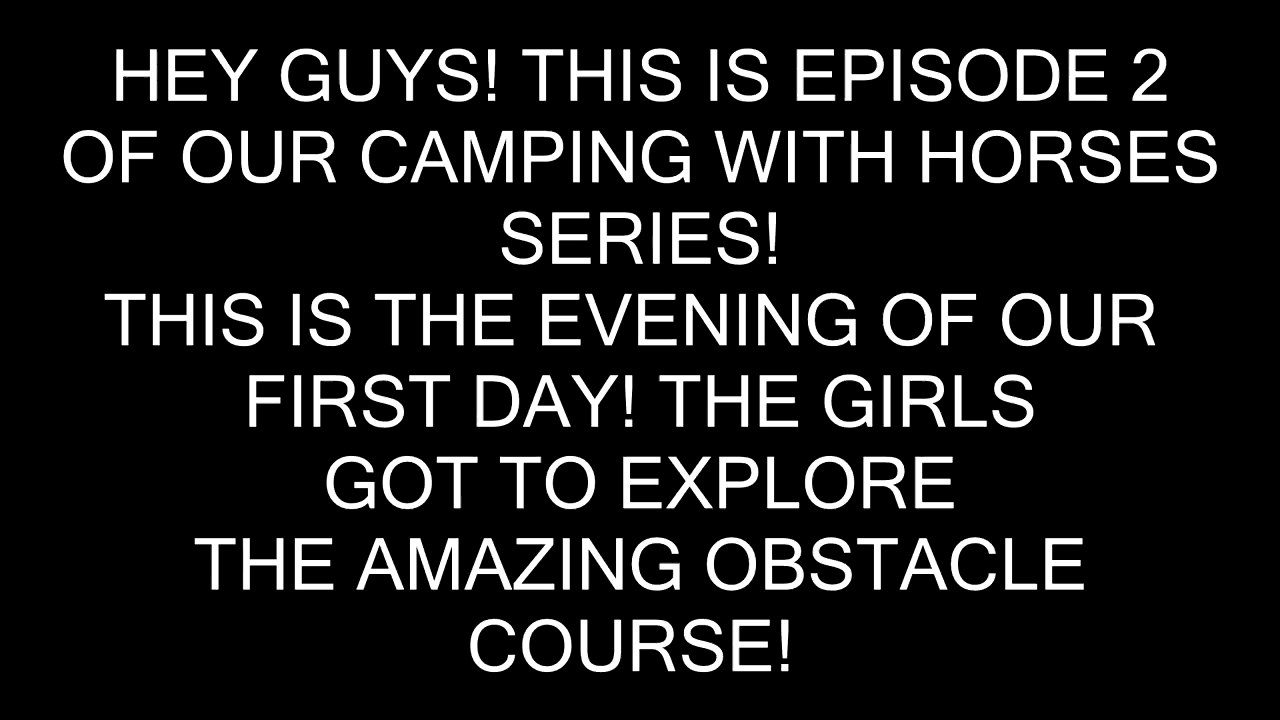 HEY GUYS! THIS IS EPISODE 2
OF OUR CAMPING WITH HORSES
SERIES!
THIS IS THE EVENING OF OUR
FIRST DAY! THE GIRLS
GOT TO EXPLORE
THE AMAZING OBSTACLE
COURSE!